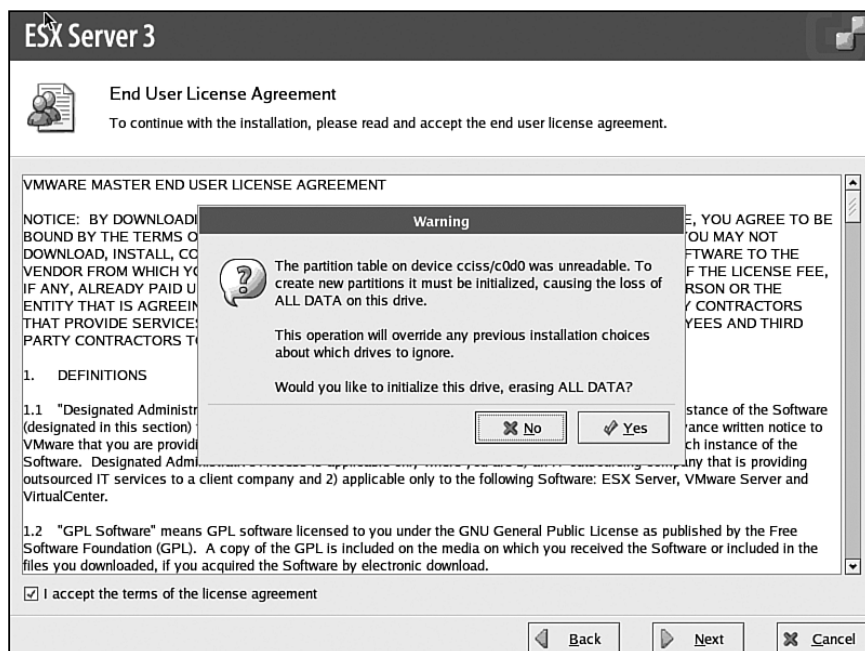 ESX Server 3
End User License Agreement
To continue with the installation, please read and accept the end user license agreement.
VMWARE MASTER END USER LICENSE AGREEMENT
NOTICE: BY DOWNLOADI E, YOU AGREE TO BE
BOUND BY THE TERMS O OU MAY NOT
DOWNLOAD, INSTALL, CO FTWARE TO THE
VENDOR FROM WHICH YO F THE LICENSE FEE,
IF ANY, ALREADY PAID U RSON OR THE
ENTITY THAT IS AGREEIN Y CONTRACTORS
THAT PROVIDE SERVICES YEES AND THIRD
PARTY CONTRACTORS TO
Warning
The partition table on device cciss/c0d0 was unreadable. To
create new partitions it must be initialized, causing the loss of
ALL DATA on this drive.
This operation will override any previous installation choices
about which drives to ignore.
Would you like to initialize this drive, erasing ALL DATA?
No Yes
1. DEFINITIONS
1.1 "Designated Administr stance of the Software
(designated in this section) vance written notice to
VMware that you are providi ch instance of the
Software. Designated Adm company that is providing
outsourced IT services to a client company and 2) applicable only to the following Software: ESX Server, VMware Server and
VirtualCenter.
1.2 "GPL Software" means GPL software licensed to you under the GNU General Public License as published by the Free
Software Foundation (GPL). A copy of the GPL is included on the media on which you received the Software or included in the
files you downloaded, if you acquired the Software by electronic download.
I accept the terms of the license agreement
Back Next Cancel